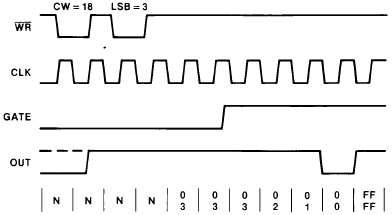 CW = 18 LSB = 3
WR
CLK
GATE
OUT
N N N N 0 0 0 0 0 0 FF
3 3 3 2 1 0 FF